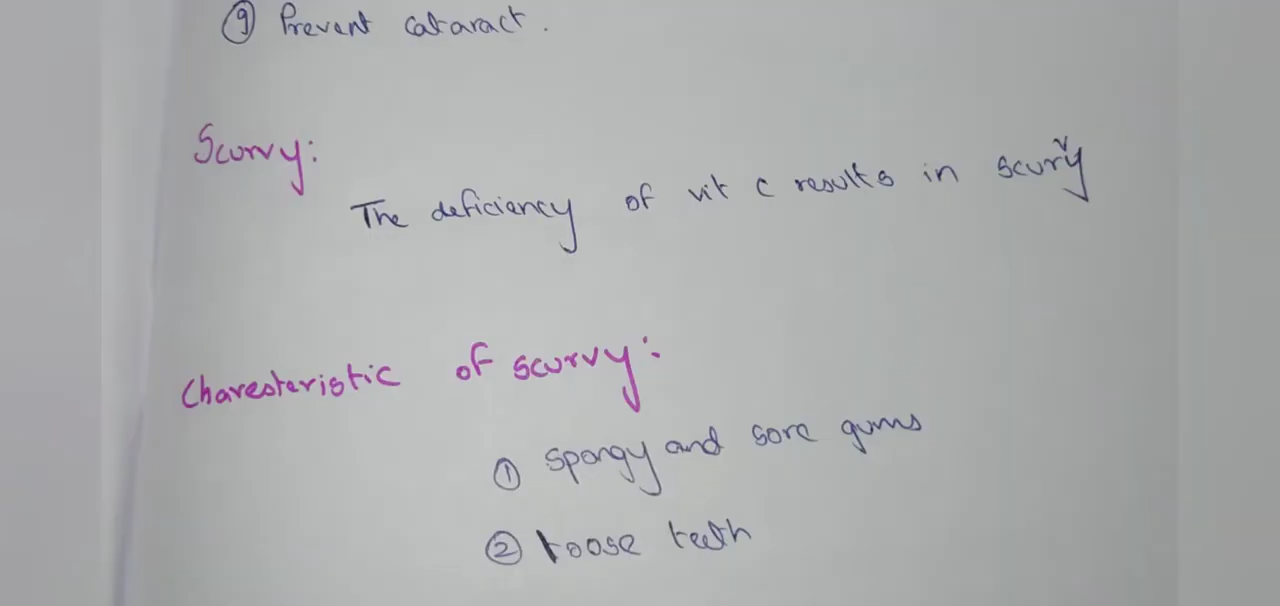 ⑨ Prevent cataract.
Scurvy:
The deficiency of vit c results in scurvy
Charesteristic of scurvy:
① spongy and sore gums
② loose teeth